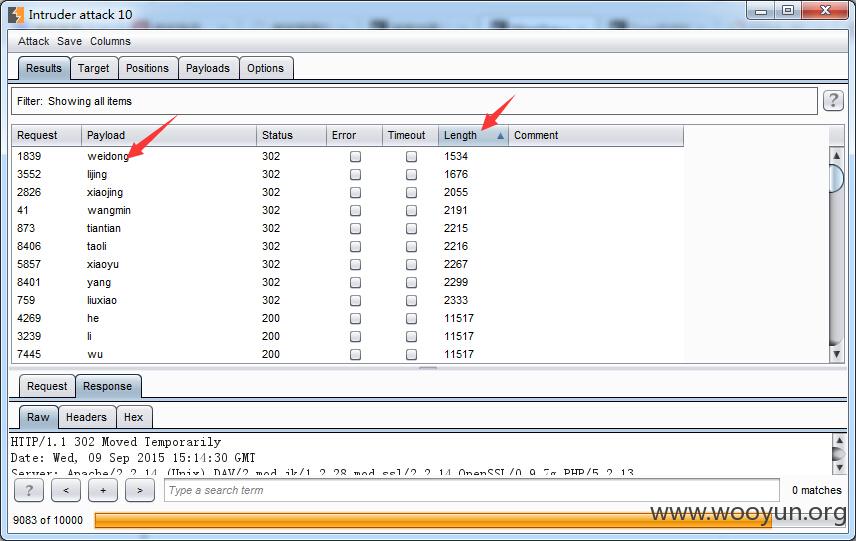 Intruder attack 10
Attack Save Columns
Results Target Positions Payloads Options
Filter: Showing all items ?
Request Payload Status Error Timeout Length Comment
1839 weidong 302 1534
3552 lijing 302 1676
2826 xiaojing 302 2055
41 wangmin 302 2191
873 tiantian 302 2215
8406 taoli 302 2216
5857 xiaoyu 302 2267
8401 yang 302 2299
759 liuxiao 302 2333
4269 he 200 11517
3239 li 200 11517
7445 wu 200 11517
Request Response
Raw Headers Hex
HTTP/1.1 302 Moved Temporarily
Date: Wed, 09 Sep 2015 15:14:30 GMT
Server: Apache/2.2.14 (Unix) DAV/2 mod_jk/1.2.28 mod_ssl/2.2.14 OpenSSL/0.9.7g PHP/5.2.13
? < + > Type a search term 0 matches
9083 of 10000
www.wooyun.org